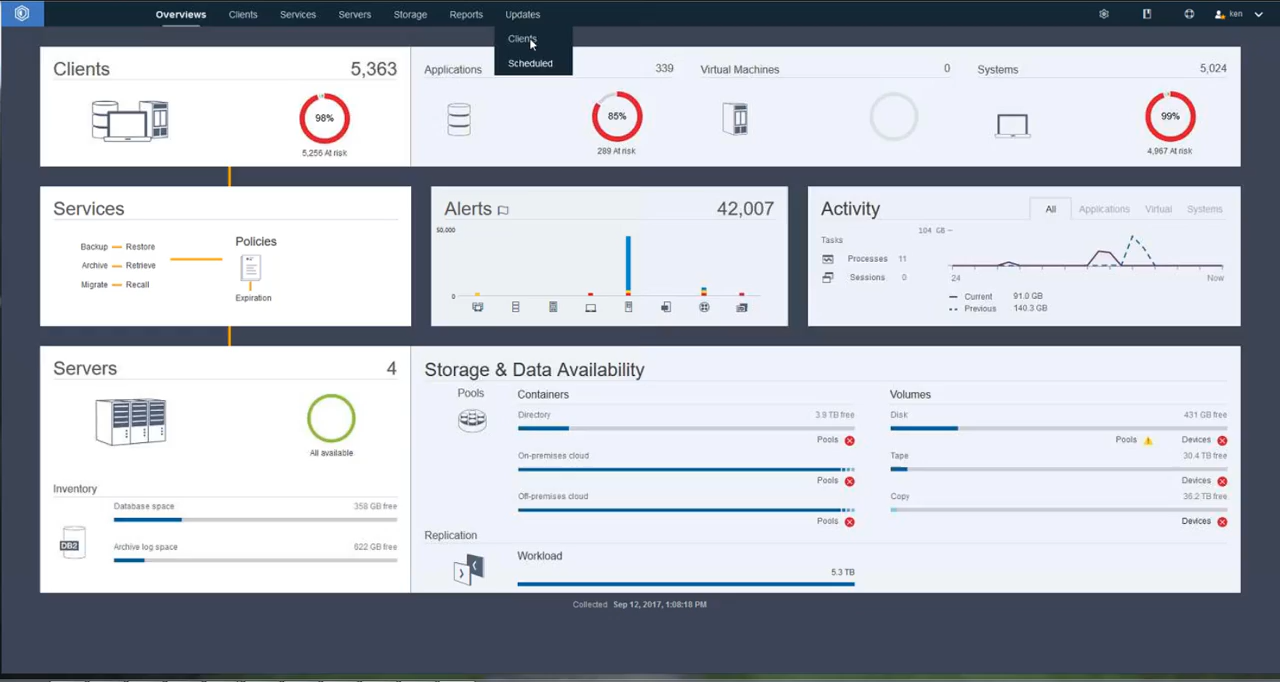 Overviews Clients Services Servers Storage Reports Updates ken
Clients
Scheduled
Clients 5,363
98%
5,256 At risk
Applications 339
85%
289 At risk
Virtual Machines 0
Systems 5,024
99%
4,967 At risk
Services
Backup Restore
Archive Retrieve
Migrate Recall
Policies
Expiration
Alerts 42,007
50,000
0
Activity All Applications Virtual Systems
Tasks
Processes 11
Sessions 0
104 GB
24 Now
Current 91.0 GB
Previous 140.3 GB
Servers 4
All available
Inventory
Database space 358 GB free
DB2
Archive log space 622 GB free
Storage & Data Availability
Pools
Containers
Directory 3.9 TB free
Pools
On-premises cloud
Pools
Off-premises cloud
Pools
Volumes
Disk 431 GB free
Pools Devices
Tape 30.4 TB free
Devices
Copy 36.2 TB free
Devices
Replication
Workload
5.3 TB
Collected Sep 12, 2017, 1:08:18 PM